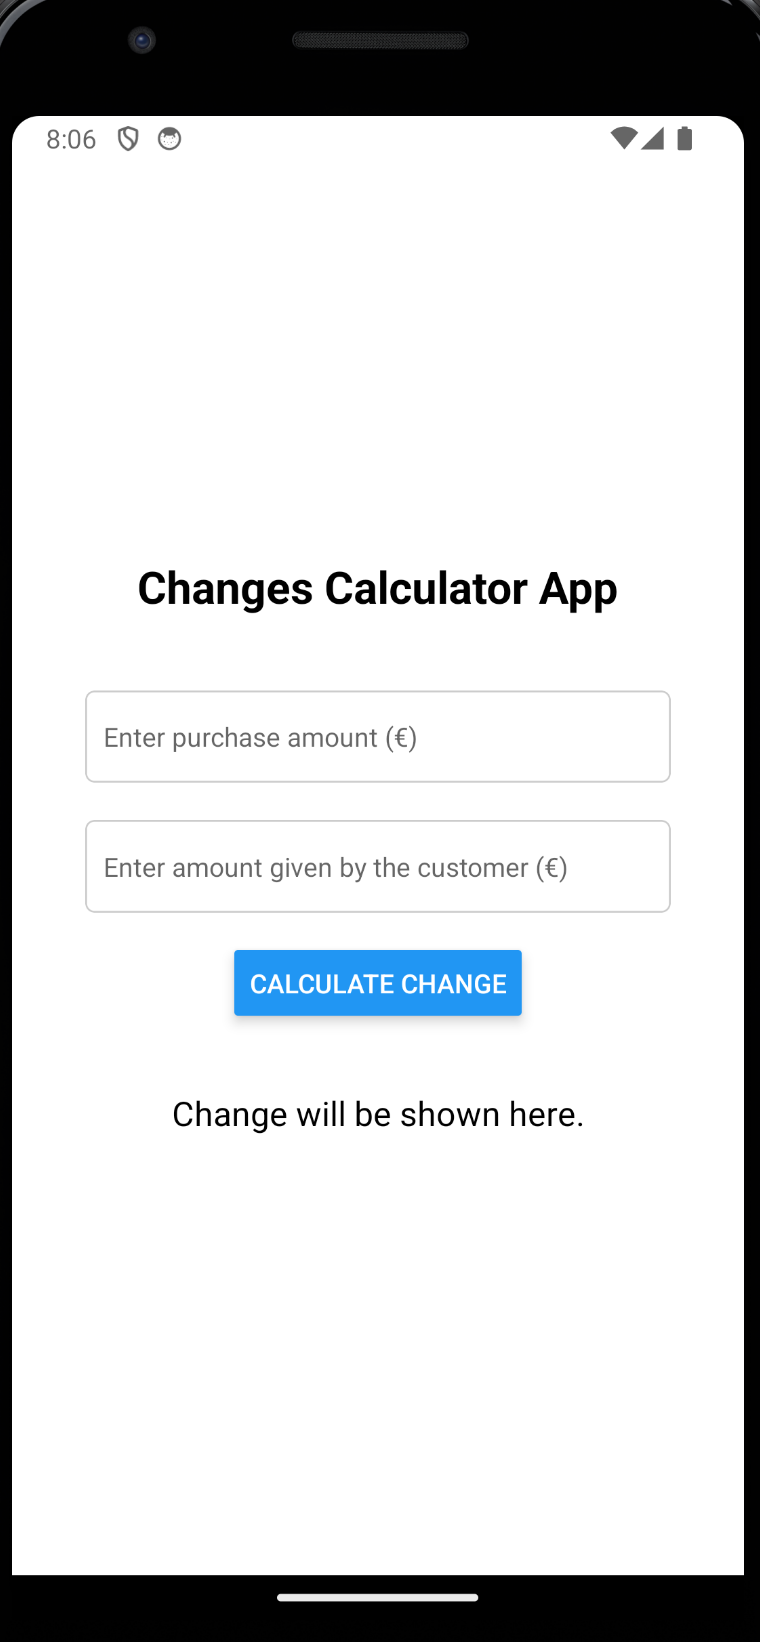 8:06
Changes Calculator App
Enter purchase amount (€)
Enter amount given by the customer (€)
CALCULATE CHANGE
Change will be shown here.